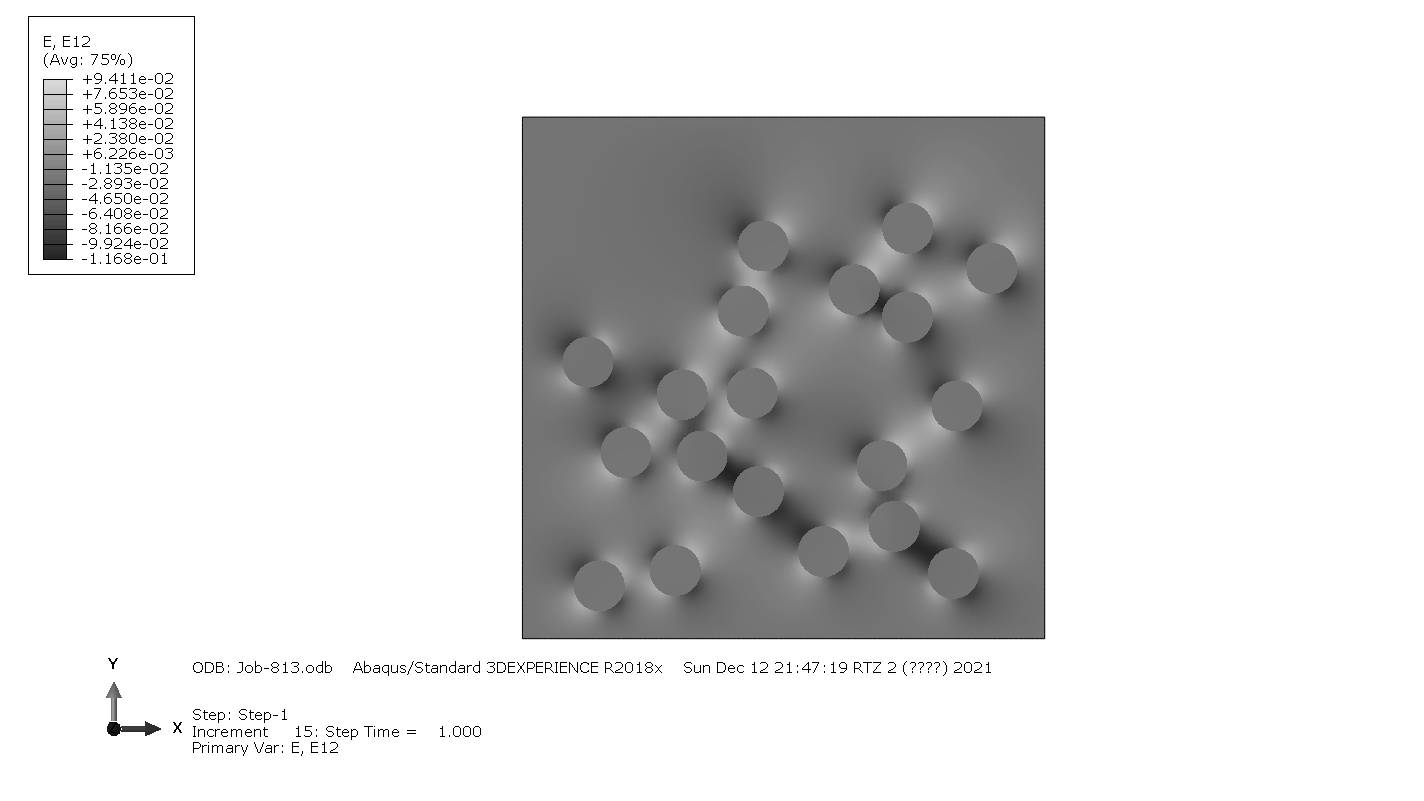 E, E12
(Avg: 75%)
+9.411e-02
+7.653e-02
+5.896e-02
+4.138e-02
+2.380e-02
+6.226e-03
-1.135e-02
-2.893e-02
-4.650e-02
-6.408e-02
-8.166e-02
-9.924e-02
-1.168e-01
Y
X
ODB: Job-813.odb    Abaqus/Standard 3DEXPERIENCE R2018x    Sun Dec 12 21:47:19 RTZ 2 (????) 2021
Step: Step-1
Increment     15: Step Time =    1.000
Primary Var: E, E12